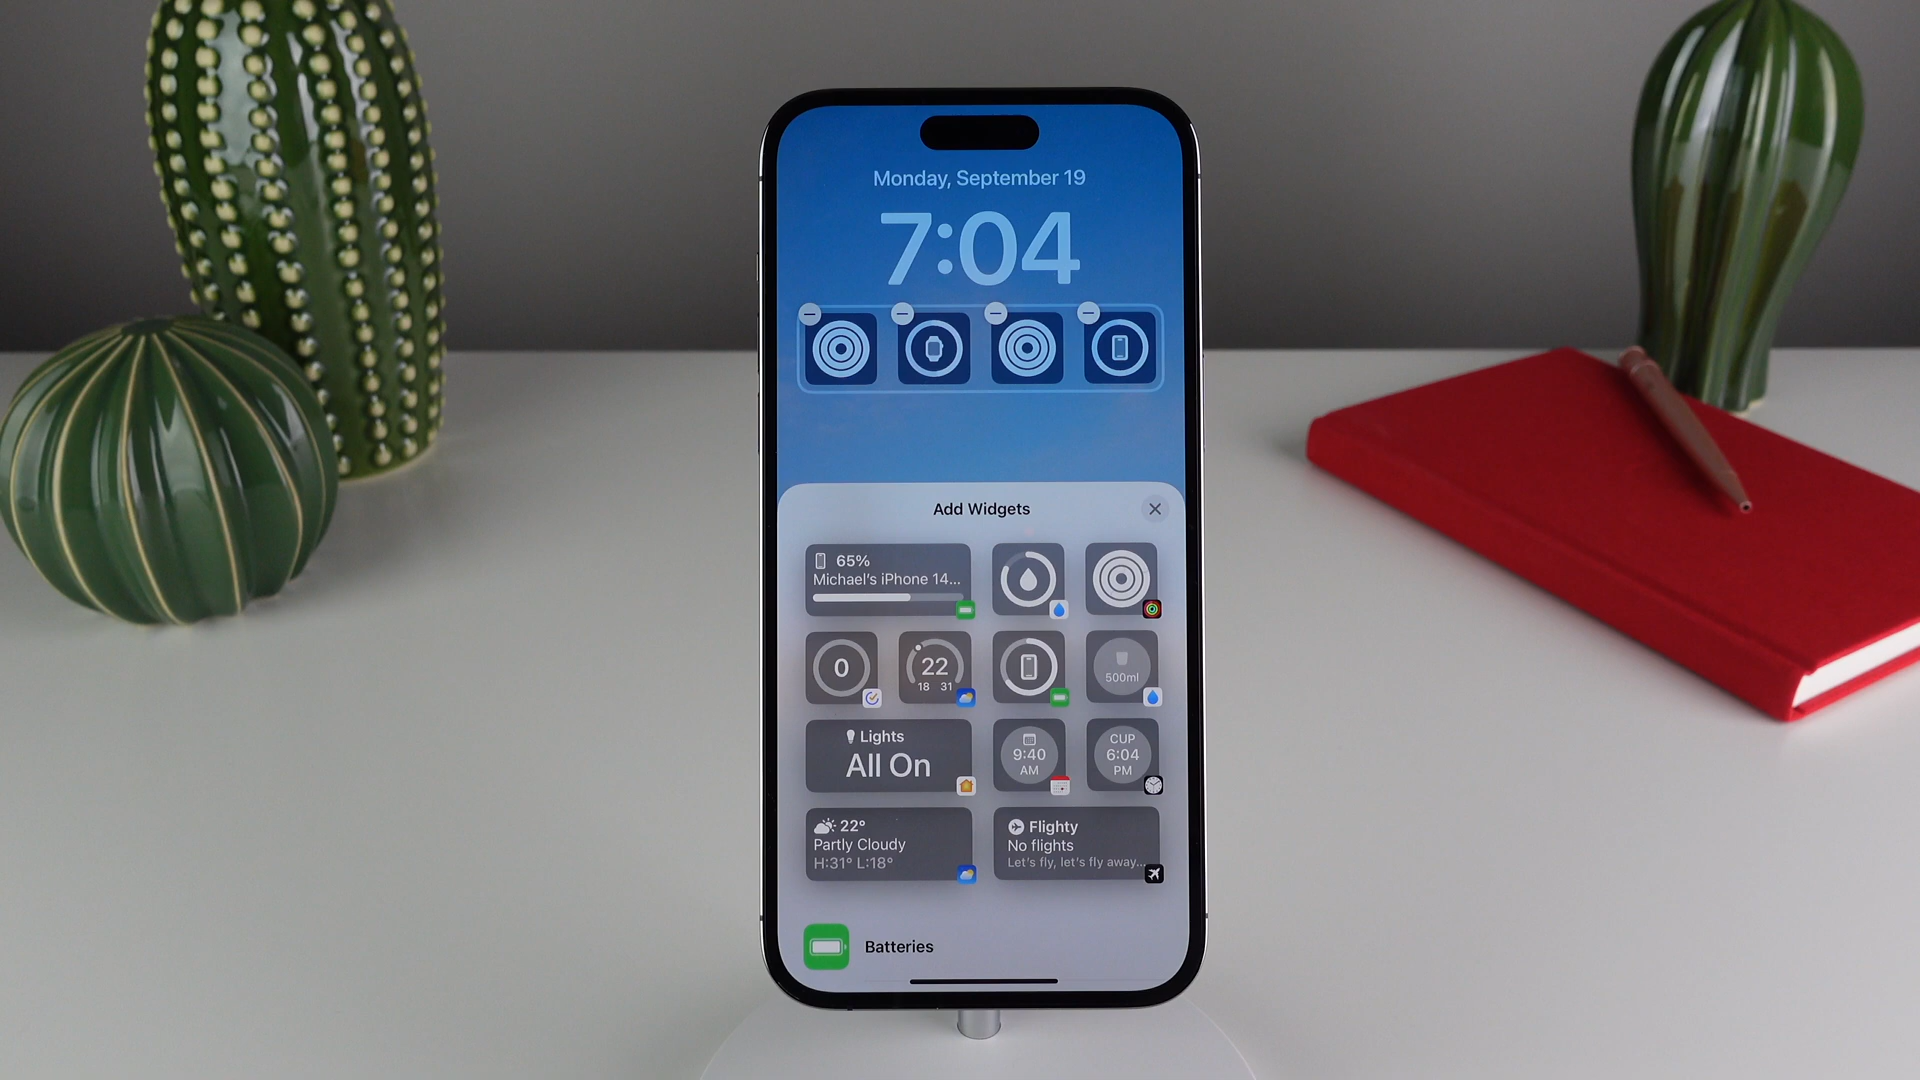 Monday, September 19
7:04
Add Widgets
65%
Michael's iPhone 14...
0
22
18 31
500ml
Lights
All On
9:40
AM
CUP
6:04
PM
22°
Partly Cloudy
H:31° L:18°
Flighty
No flights
Let's fly, let's fly away...
Batteries